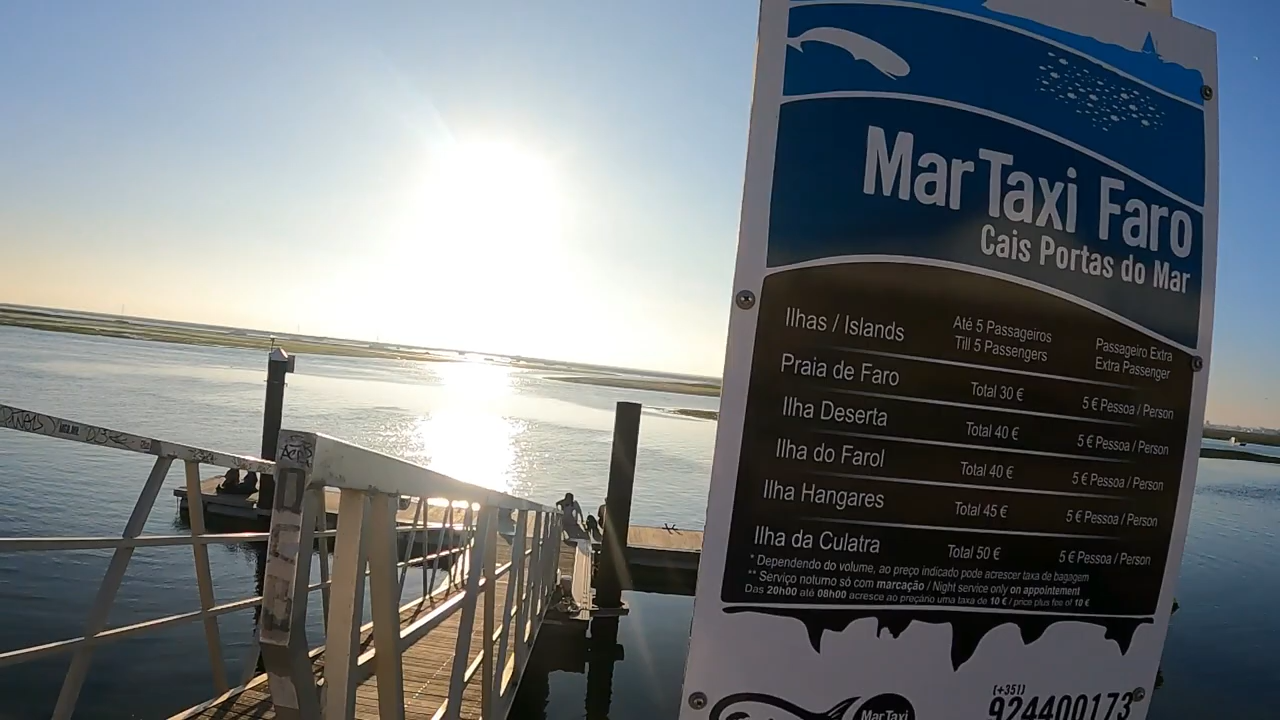 MarTaxi Faro
Cais Portas do Mar
Ilhas / Islands
Até 5 Passageiros
Till 5 Passengers
Passageiro Extra
Extra Passenger
Praia de Faro Total 30 € 5 € Pessoa / Person
Ilha Deserta Total 40 € 5 € Pessoa / Person
Ilha do Farol Total 40 € 5 € Pessoa / Person
Ilha Hangares Total 45 € 5 € Pessoa / Person
Ilha da Culatra Total 50 € 5 € Pessoa / Person
* Dependendo do volume, ao preço indicado pode acrescer taxa de bagagem
** Serviço noturno só com marcação / Night service only on appointement
Das 20h00 até 08h00 acresce ao preçário uma taxa de 10 € / price plus fee of 10 €
(+351)
924400173
MarTaxi